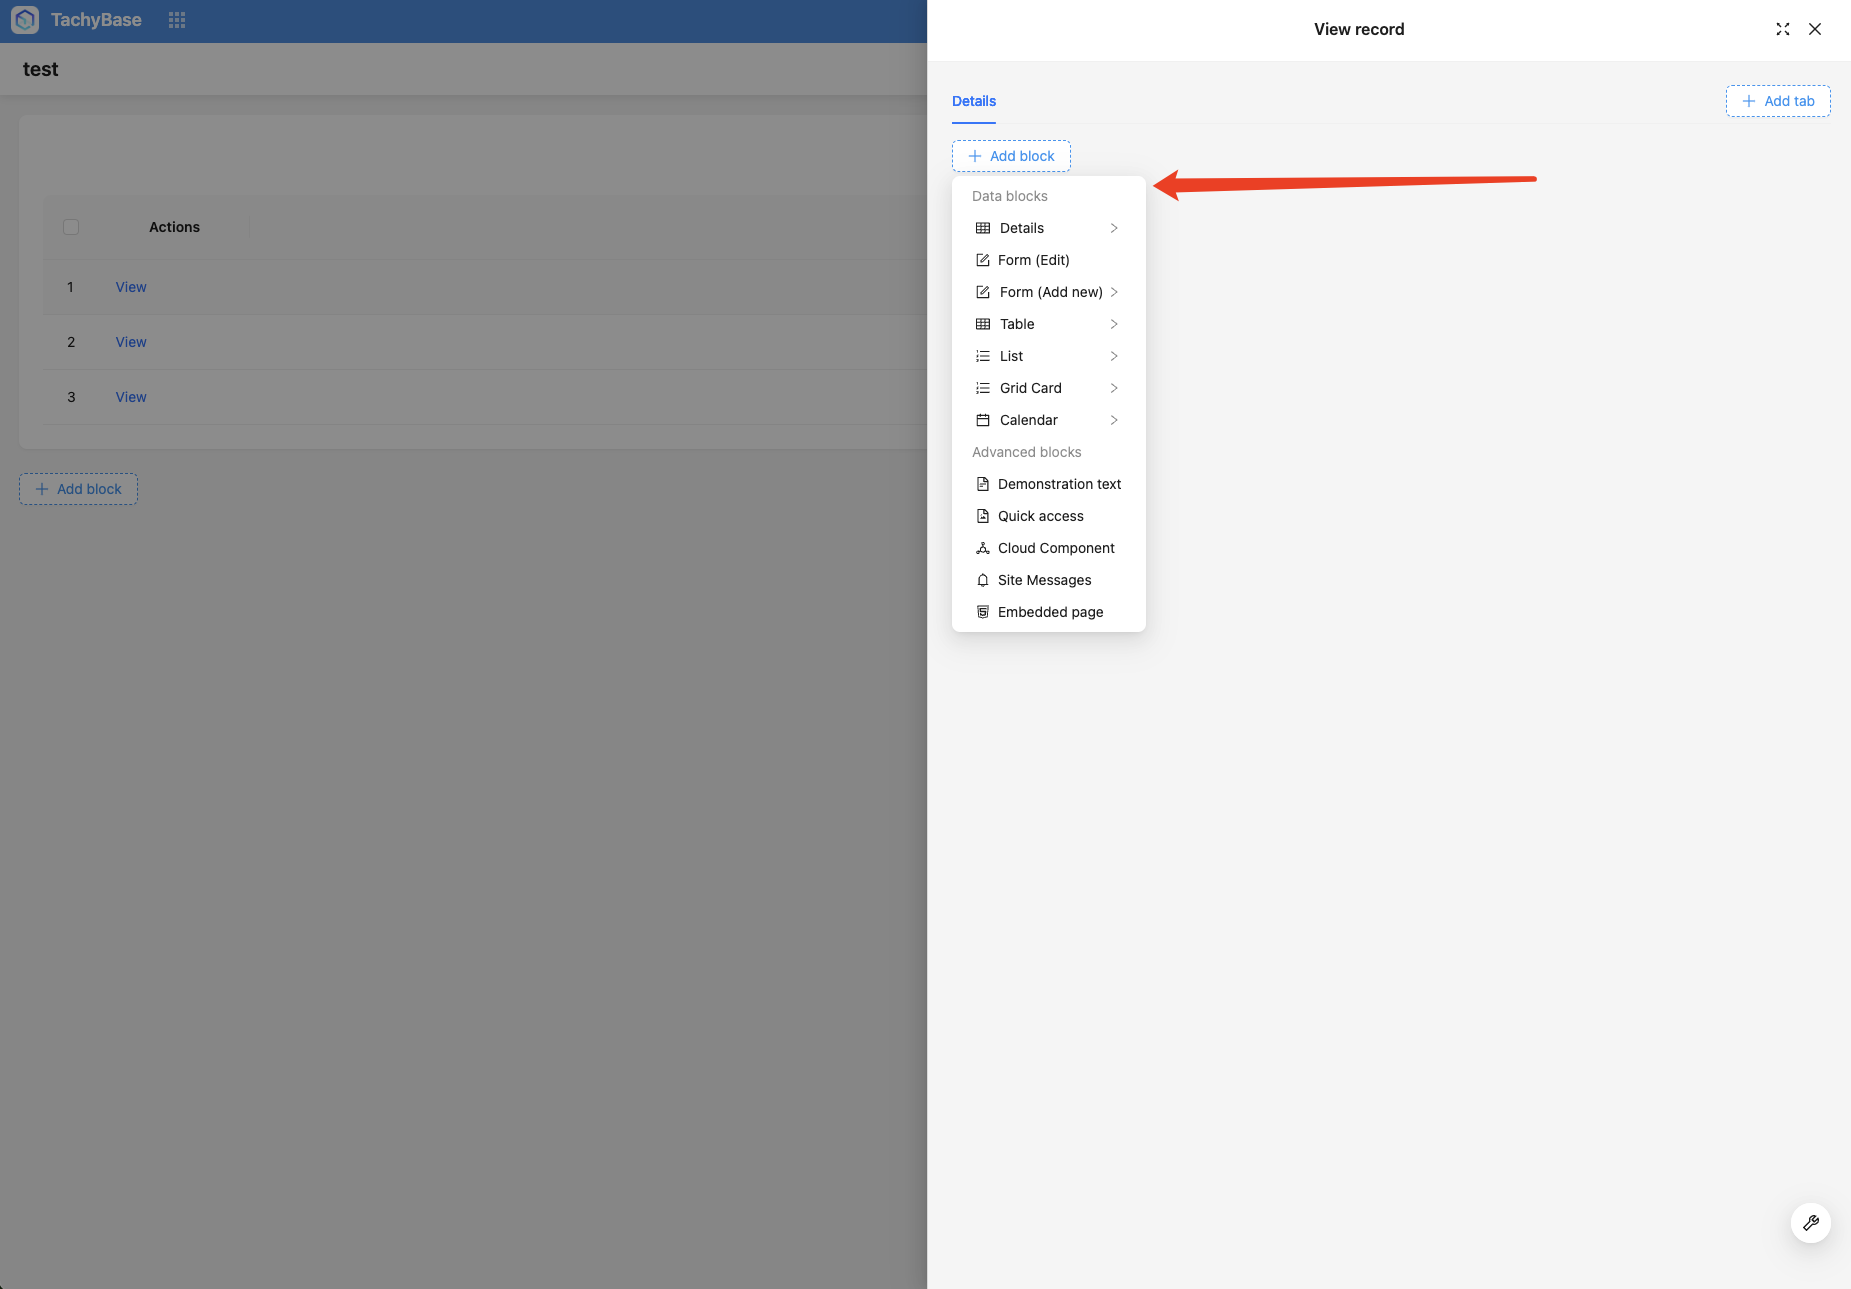 TachyBase
test
Actions
1 View
2 View
3 View
Add block
View record
Details
Add tab
Add block
Data blocks
Details
Form (Edit)
Form (Add new)
Table
List
Grid Card
Calendar
Advanced blocks
Demonstration text
Quick access
Cloud Component
Site Messages
Embedded page